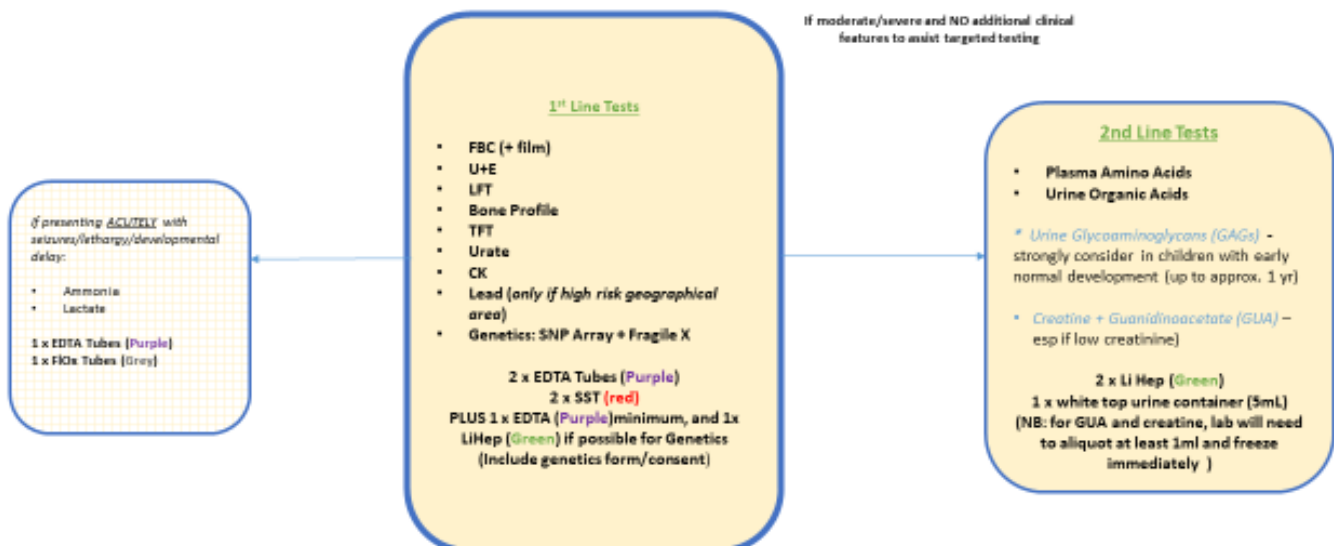 If moderate/severe and NO additional clinical
features to assist targeted testing
If presenting ACUTELY with
seizures/lethargy/developmental
delay:
• Ammonia
• Lactate
1 x EDTA Tubes (Purple)
1 x FlOx Tubes (Grey)
1st Line Tests
• FBC (+ film)
• U+E
• LFT
• Bone Profile
• TFT
• Urate
• CK
• Lead (only if high risk geographical
area)
• Genetics: SNP Array + Fragile X
2 x EDTA Tubes (Purple)
2 x SST (red)
PLUS 1 x EDTA (Purple)minimum, and 1x
LiHep (Green) if possible for Genetics
(Include genetics form/consent)
2nd Line Tests
• Plasma Amino Acids
• Urine Organic Acids
* Urine Glycoaminoglycans (GAGs) -
strongly consider in children with early
normal development (up to approx. 1 yr)
• Creatine + Guanidinoacetate (GUA) –
esp if low creatinine)
2 x Li Hep (Green)
1 x white top urine container (5mL)
(NB: for GUA and creatine, lab will need
to aliquot at least 1ml and freeze
immediately )